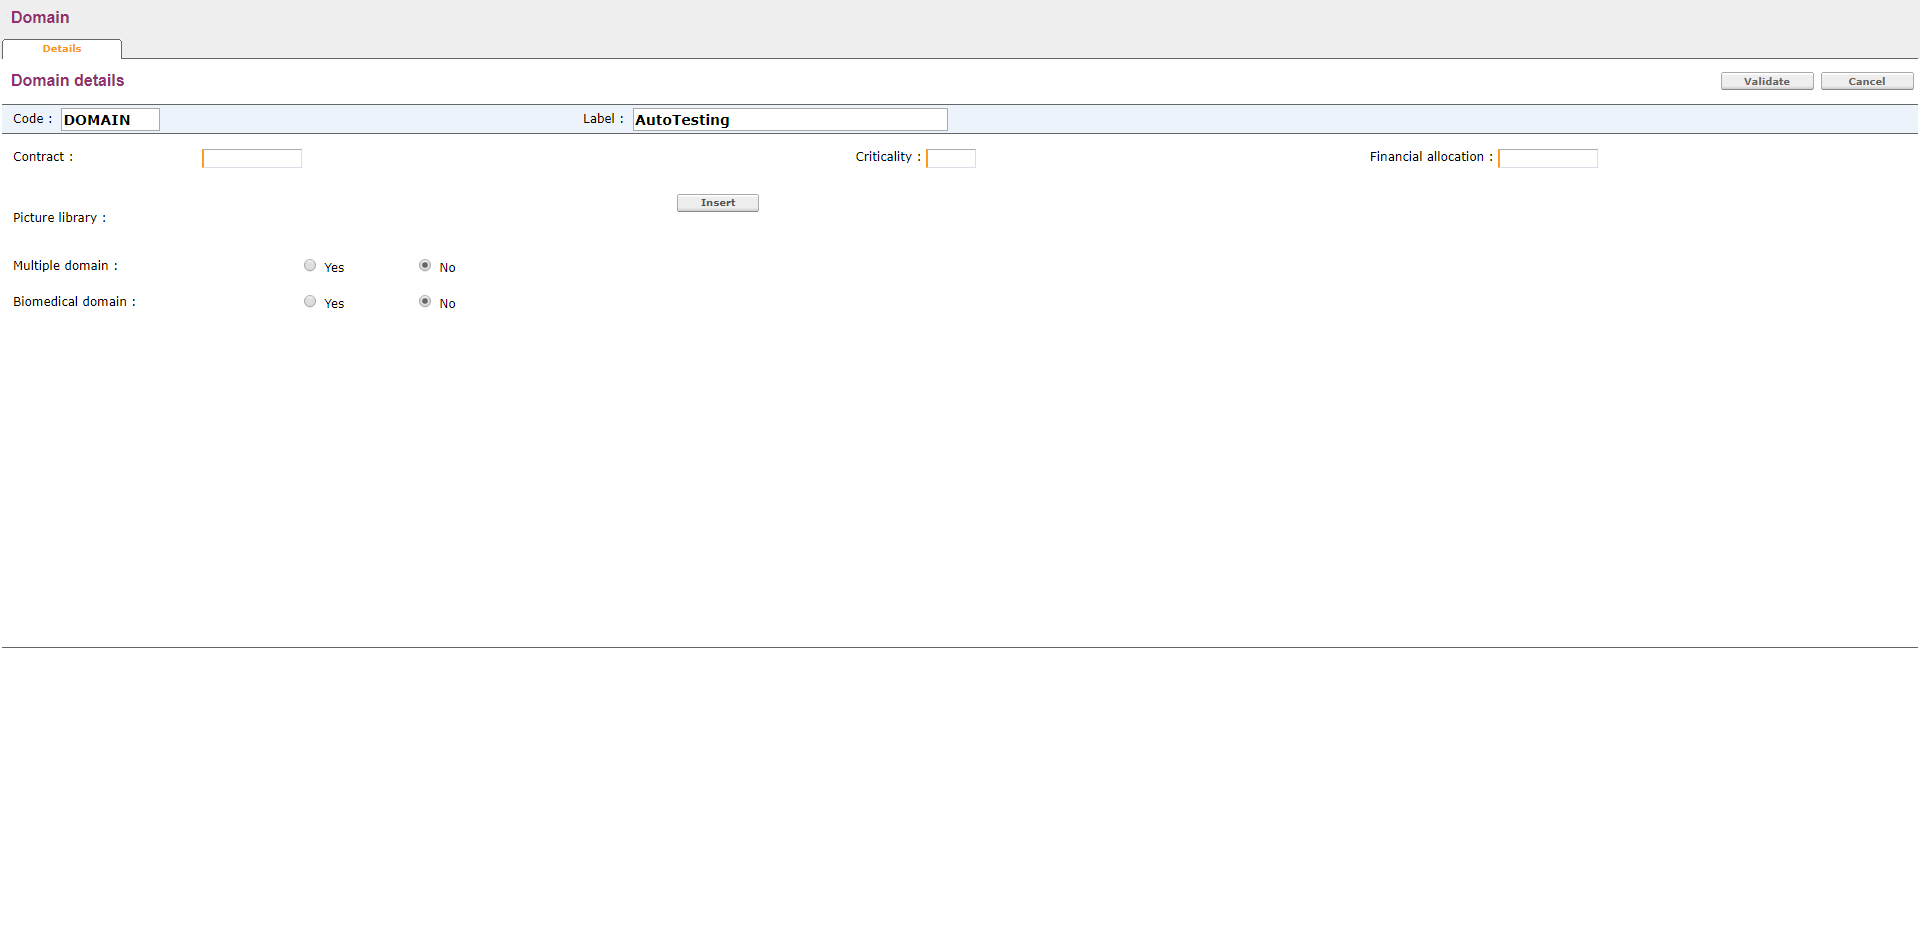 Domain
Details
Domain details
Validate Cancel
Code : DOMAIN Label : AutoTesting
Contract : Criticality : Financial allocation :
Insert
Picture library :
Multiple domain : Yes No
Biomedical domain : Yes No